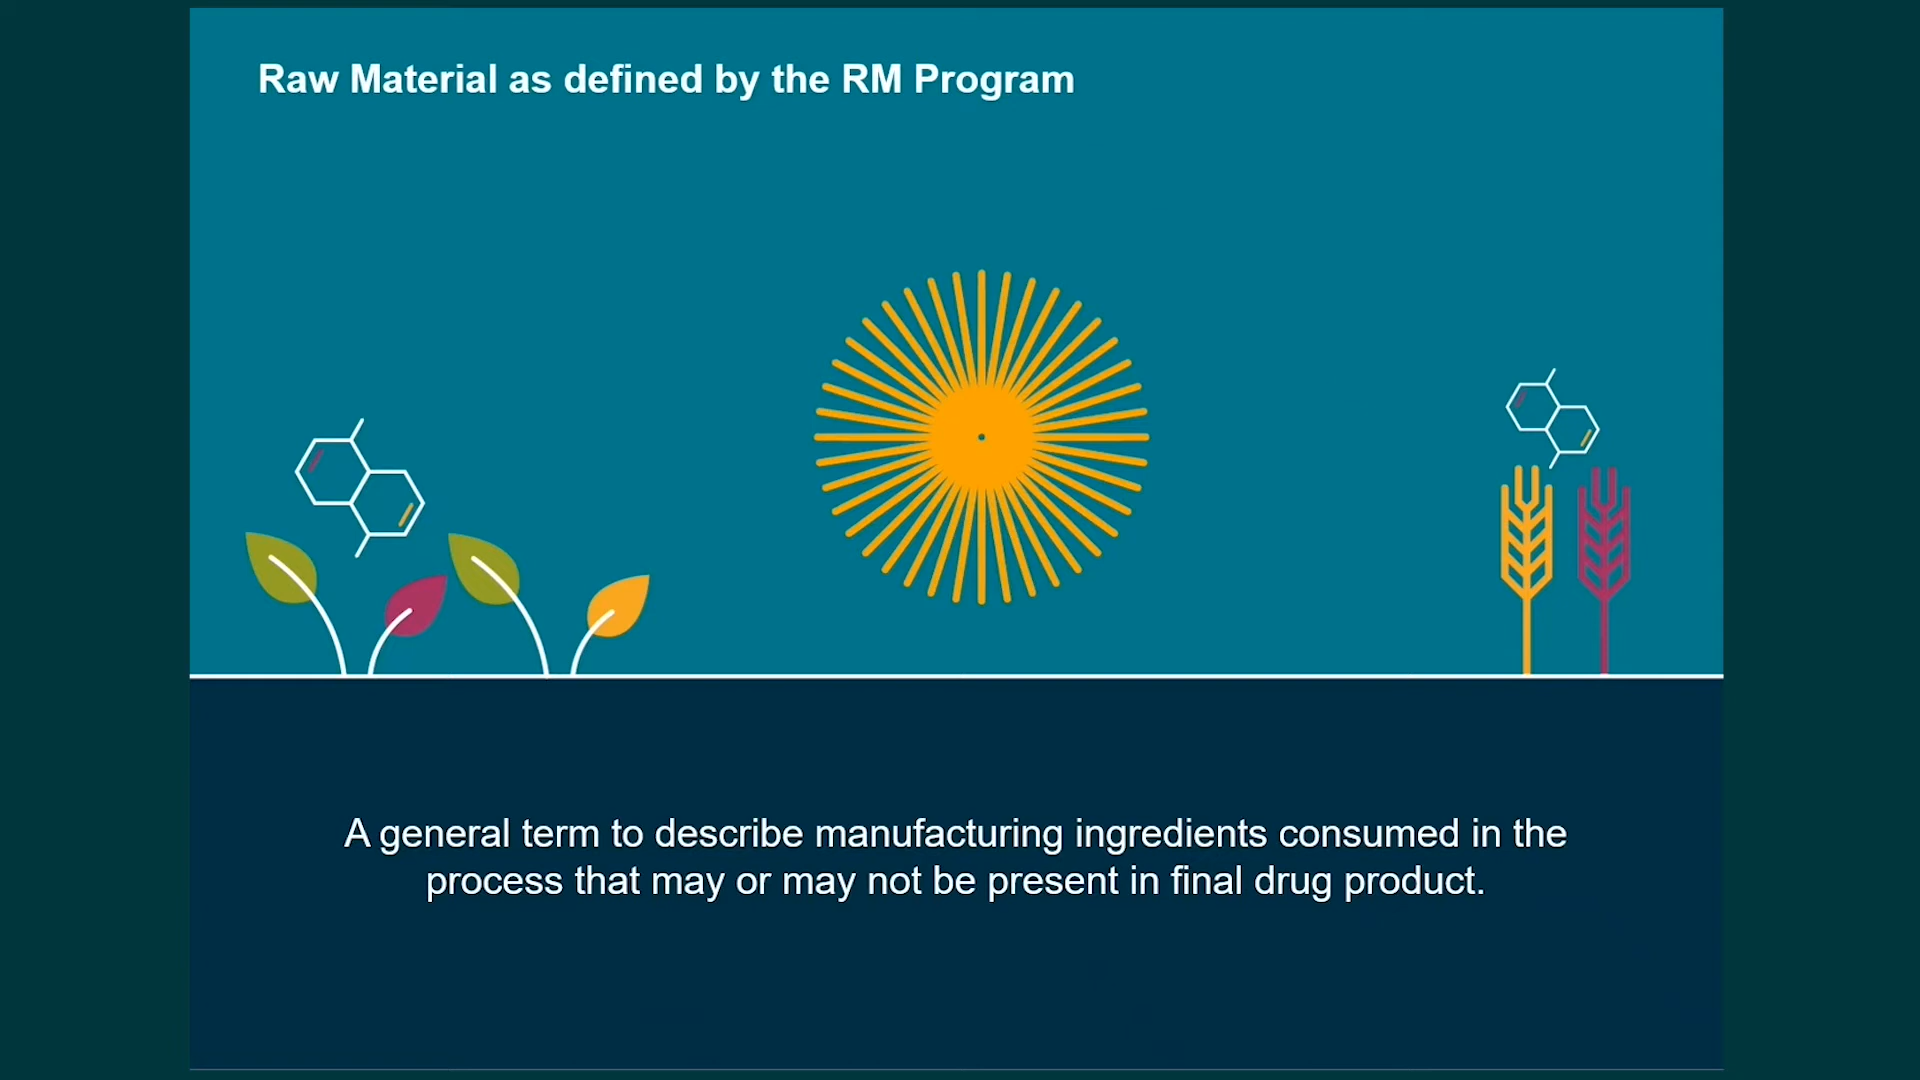 Raw Material as defined by the RM Program
A general term to describe manufacturing ingredients consumed in the
process that may or may not be present in final drug product.